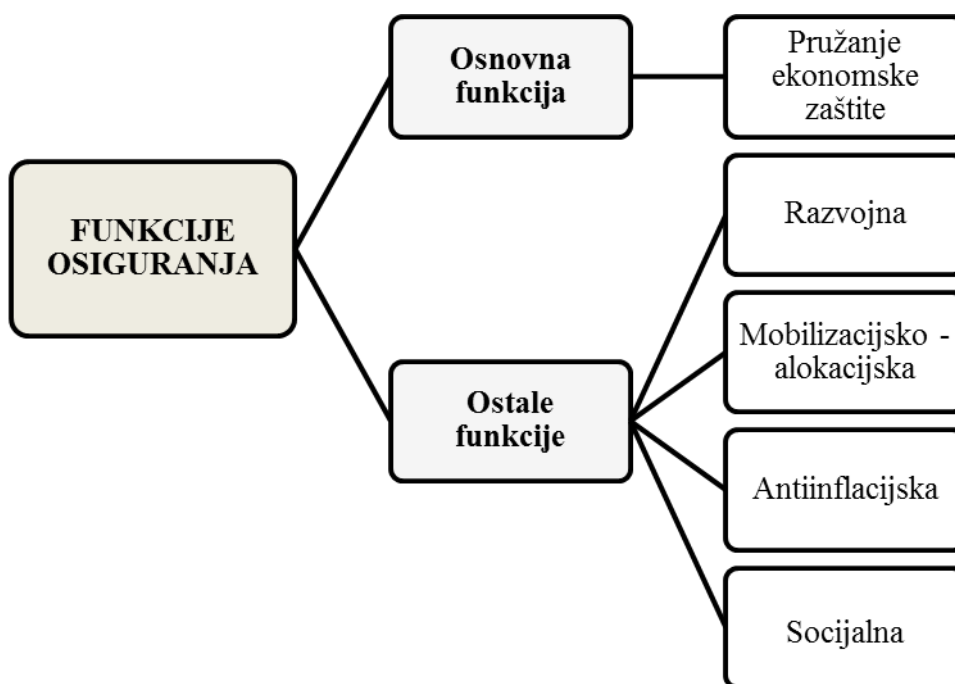 FUNKCIJE
OSIGURANJA
Osnovna
funkcija
Pružanje
ekonomske
zaštite
Ostale
funkcije
Razvojna
Mobilizacijsko -
alokacijska
Antiinflacijska
Socijalna